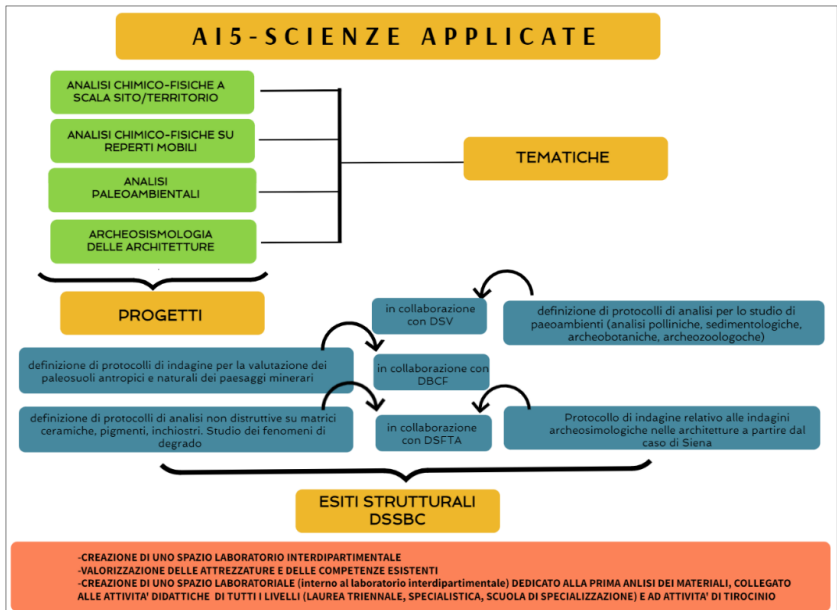 AI5-SCIENZE APPLICATE
ANALISI CHIMICO-FISICHE A
SCALA SITO/TERRITORIO
ANALISI CHIMICO-FISICHE SU
REPERTI MOBILI
ANALISI
PALEOAMBIENTALI
ARCHEOSISMOLOGIA
DELLE ARCHITETTURE
TEMATICHE
PROGETTI
in collaborazione
con DSV
definizione di protocolli di analisi per lo studio di
paeoambienti (analisi polliniche, sedimentologiche,
archeobotaniche, archeozoologoche)
definizione di protocolli di indagine per la valutazione dei
paleosuoli antropici e naturali dei paesaggi minerari
in collaborazione con
DBCF
definizione di protocolli di analisi non distruttive su matrici
ceramiche, pigmenti, inchiostri. Studio dei fenomeni di
degrado
in collaborazione
con DSFTA
Protocollo di indagine relativo alle indagini
archeosimologiche nelle architetture a partire dal
caso di Siena
ESITI STRUTTURALI
DSSBC
-CREAZIONE DI UNO SPAZIO LABORATORIO INTERDIPARTIMENTALE
-VALORIZZAZIONE DELLE ATTREZZATURE E DELLE COMPETENZE ESISTENTI
-CREAZIONE DI UNO SPAZIO LABORATORIALE (interno al laboratorio interdipartimentale) DEDICATO ALLA PRIMA ANLISI DEI MATERIALI, COLLEGATO
ALLE ATTIVITA' DIDATTICHE DI TUTTI I LIVELLI (LAUREA TRIENNALE, SPECIALISTICA, SCUOLA DI SPECIALIZZAZIONE) E AD ATTIVITA' DI TIROCINIO